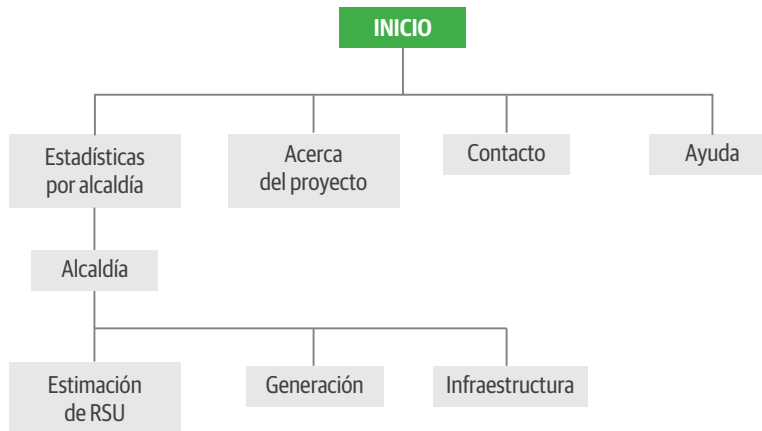 INICIO
Estadísticas
por alcaldía
Acerca
del proyecto
Contacto
Ayuda
Alcaldía
Estimación
de RSU
Generación
Infraestructura